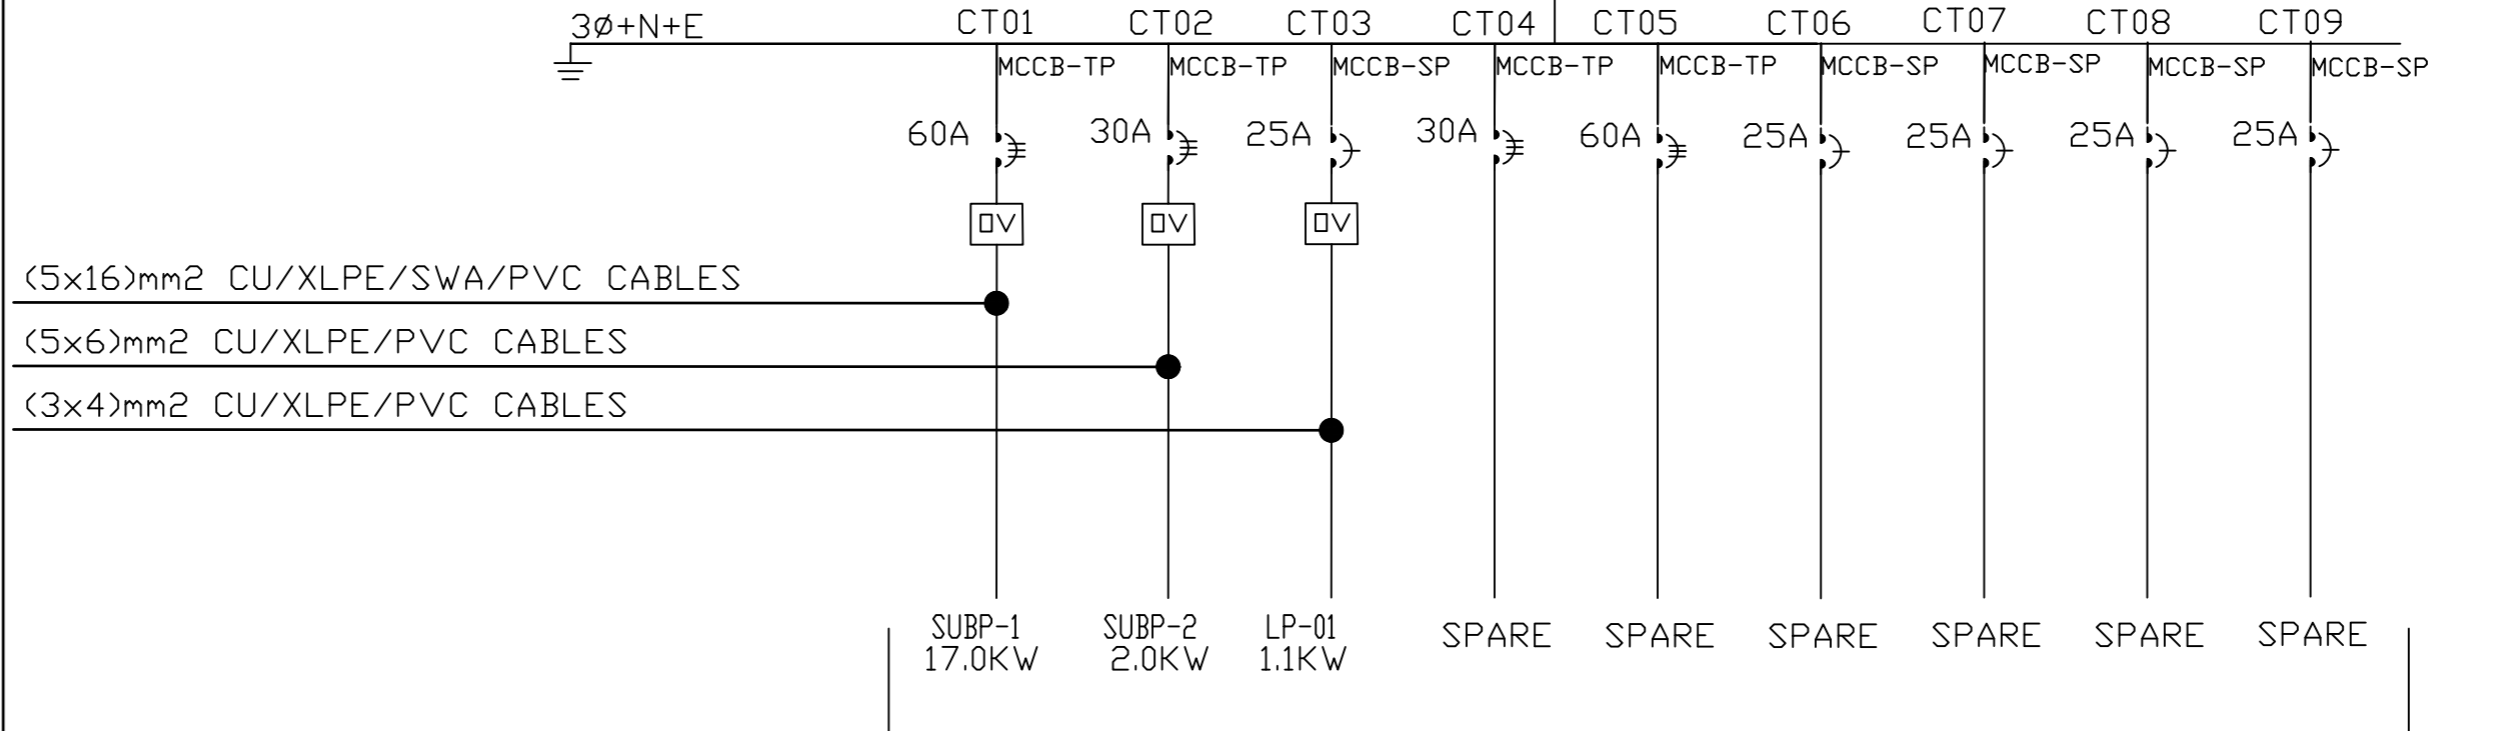 3Ø+N+E
CT01 CT02 CT03 CT04 CT05 CT06 CT07 CT08 CT09
MCCB-TP MCCB-TP MCCB-SP MCCB-TP MCCB-TP MCCB-SP MCCB-SP MCCB-SP MCCB-SP
60A 30A 25A 30A 60A 25A 25A 25A 25A
OV OV OV
(5x16)mm2 CU/XLPE/SWA/PVC CABLES
(5x6)mm2 CU/XLPE/PVC CABLES
(3x4)mm2 CU/XLPE/PVC CABLES
SUBP-1 SUBP-2 LP-01 SPARE SPARE SPARE SPARE SPARE SPARE
17.0KW 2.0KW 1.1KW